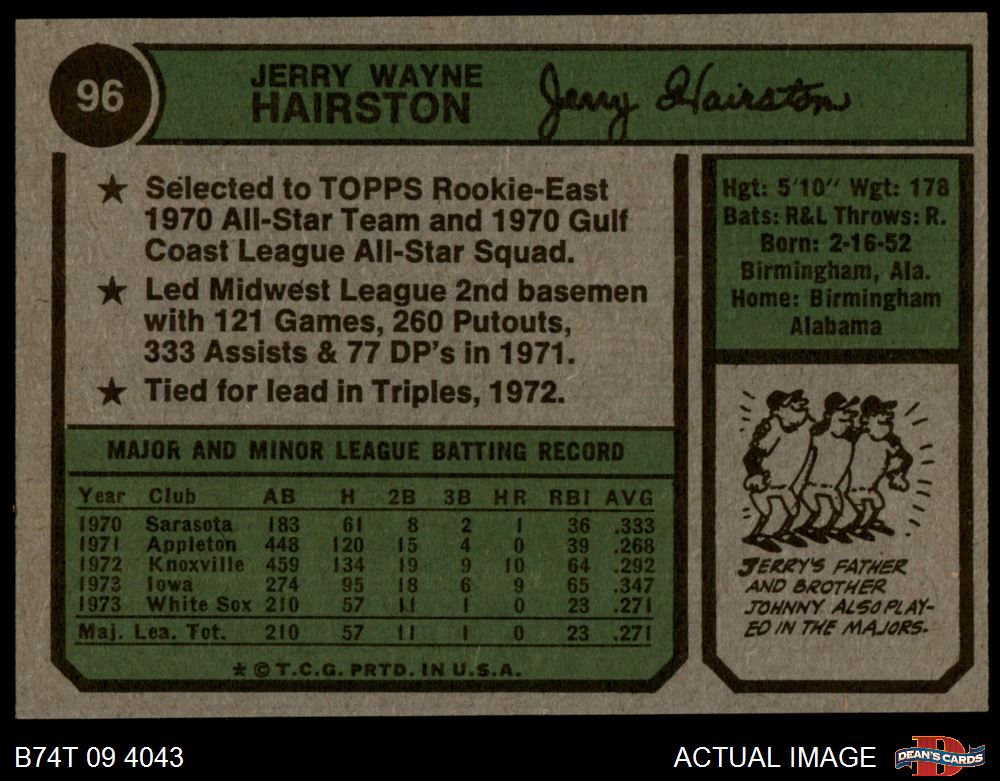 96
JERRY WAYNE
HAIRSTON
Jerry Hairston
★ Selected to TOPPS Rookie-East
1970 All-Star Team and 1970 Gulf
Coast League All-Star Squad.
★ Led Midwest League 2nd basemen
with 121 Games, 260 Putouts,
333 Assists & 77 DP's in 1971.
★ Tied for lead in Triples, 1972.
Hgt: 5'10" Wgt: 178
Bats: R&L Throws: R.
Born: 2-16-52
Birmingham, Ala.
Home: Birmingham
Alabama
MAJOR AND MINOR LEAGUE BATTING RECORD
Year Club AB H 2B 3B HR RBI AVG
1970 Sarasota 183 61 8 2 1 36 .333
1971 Appleton 448 120 15 4 0 39 .268
1972 Knoxville 459 134 19 9 10 64 .292
1973 Iowa 274 95 18 6 9 65 .347
1973 White Sox 210 57 11 1 0 23 .271
Maj. Lea. Tot. 210 57 11 1 0 23 .271
* © T.C.G. PRTD. IN U.S.A.
JERRY'S FATHER
AND BROTHER
JOHNNY ALSO PLAY-
ED IN THE MAJORS.
B74T 09 4043
ACTUAL IMAGE
D
DEAN'S CARDS